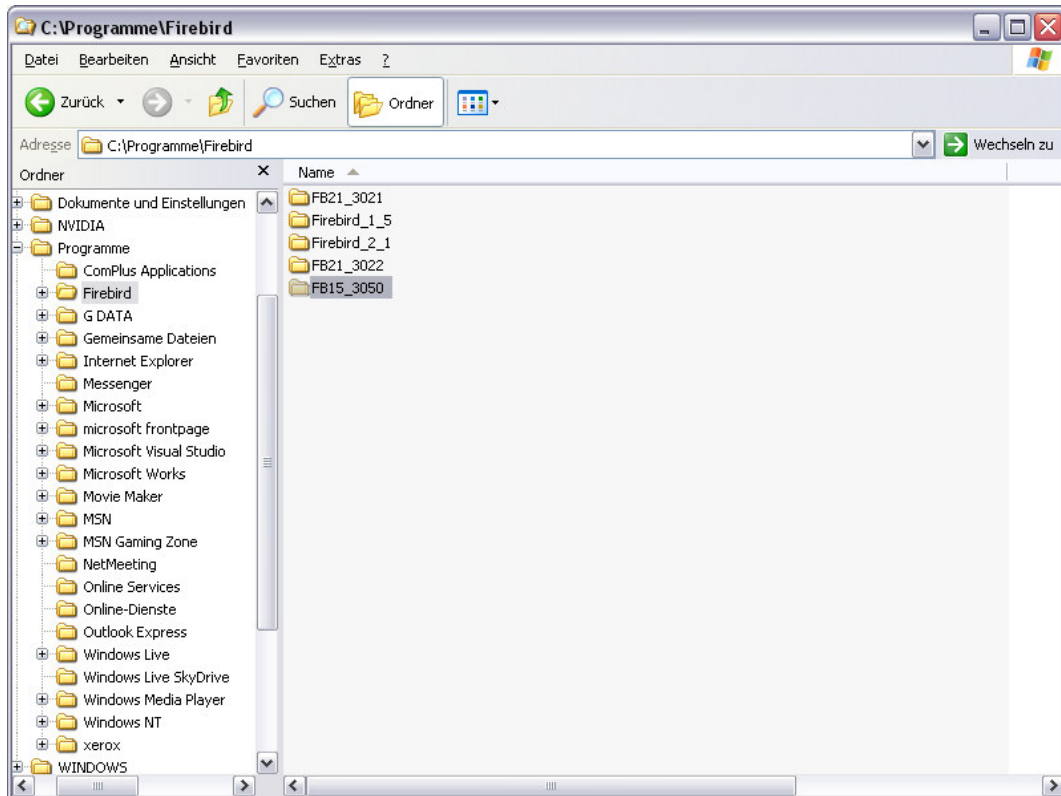 C:\Programme\Firebird
Datei Bearbeiten Ansicht Favoriten Extras ?
Zurück Suchen Ordner
Adresse C:\Programme\Firebird Wechseln zu
Ordner
Dokumente und Einstellungen
NVIDIA
Programme
ComPlus Applications
Firebird
G DATA
Gemeinsame Dateien
Internet Explorer
Messenger
Microsoft
microsoft frontpage
Microsoft Visual Studio
Microsoft Works
Movie Maker
MSN
MSN Gaming Zone
NetMeeting
Online Services
Online-Dienste
Outlook Express
Windows Live
Windows Live SkyDrive
Windows Media Player
Windows NT
xerox
WINDOWS
Name
FB21_3021
Firebird_1_5
Firebird_2_1
FB21_3022
FB15_3050